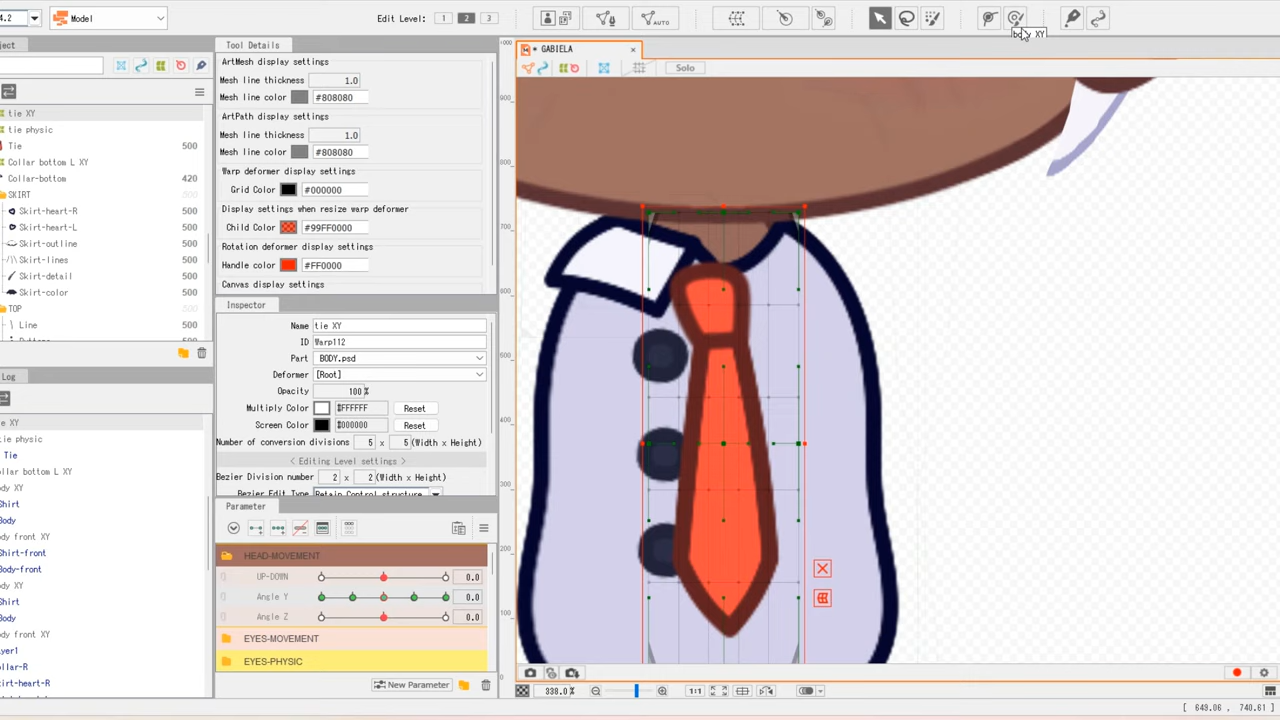 4.2 Model Edit Level: 1 2 3 AUTO
body XY
ject Tool Details * GABIELA
Solo
tie XY
tie physic
Tie 500
Collar bottom L XY
Collar-bottom 420
SKIRT 500
Skirt-heart-R 500
Skirt-heart-L 500
Skirt-outline 500
Skirt-lines 500
Skirt-detail 500
Skirt-color 500
TOP 500
Line 500
Log
e XY
ie physic
Tie
ollar bottom L XY
ody XY
Shirt
Body
ody front XY
Shirt-front
Body-front
ody XY
Shirt
Body
ody front XY
ayer1
ollar-R
kirt-heart-R
ArtMesh display settings
Mesh line thickness 1.0
Mesh line color #808080
ArtPath display settings
Mesh line thickness 1.0
Mesh line color #808080
Warp deformer display settings
Grid Color #000000
Display settings when resize warp deformer
Child Color #99FF0000
Rotation deformer display settings
Handle color #FF0000
Canvas display settings
Inspector
Name tie XY
ID Warp112
Part BODY.psd
Deformer [Root]
Opacity 100 %
Multiply Color #FFFFFF Reset
Screen Color #000000 Reset
Number of conversion divisions 5 x 5 (Width x Height)
< Editing Level settings >
Bezier Division number 2 x 2 (Width x Height)
Bezier Edit Type Retain Control structure
Parameter
HEAD-MOVEMENT
UP-DOWN 0.0
Angle Y 0.0
Angle Z 0.0
EYES-MOVEMENT
EYES-PHYSIC
New Parameter
1000
900
800
700
600
500
400
300
200
100
0
338.0 % 1:1
649.06 , 740.61